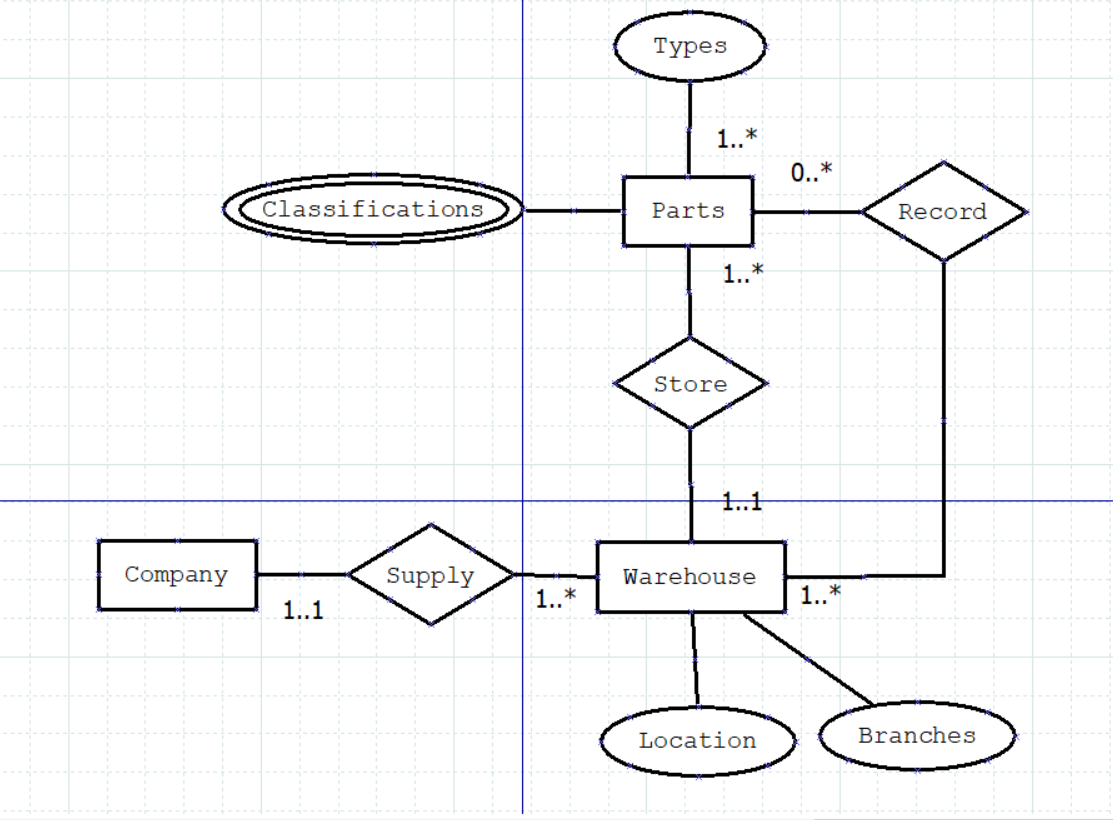 Types
1..*
0..*
Classifications
Parts
Record
1..*
Store
1..1
Company
Supply
Warehouse
1..1
1..*
1..*
Location
Branches